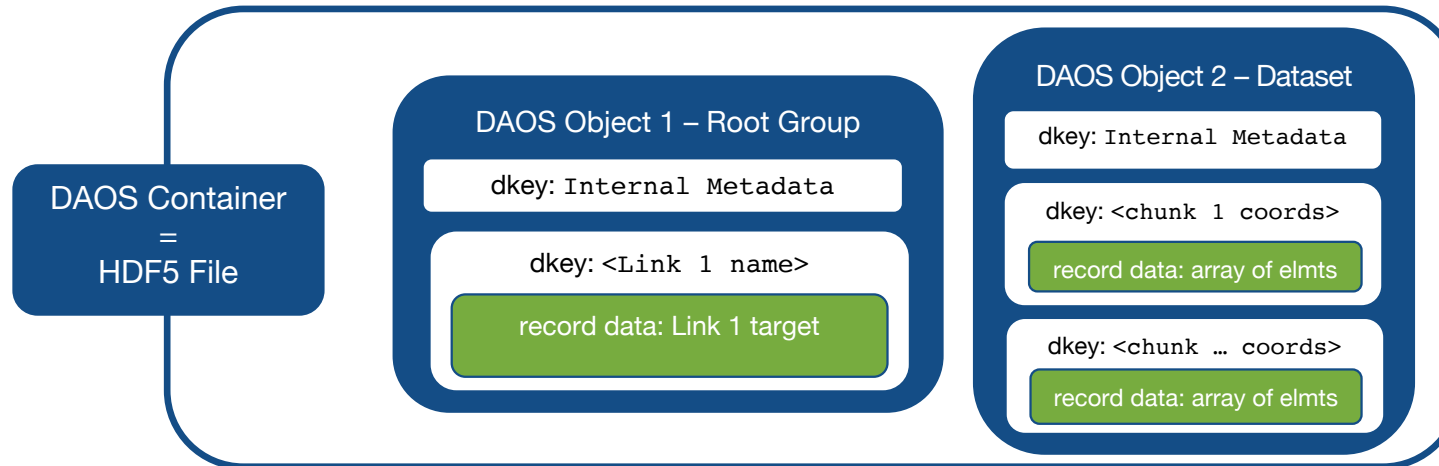 DAOS Container
=
HDF5 File
DAOS Object 1 – Root Group
dkey: Internal Metadata
dkey: <Link 1 name>
record data: Link 1 target
DAOS Object 2 – Dataset
dkey: Internal Metadata
dkey: <chunk 1 coords>
record data: array of elmts
dkey: <chunk … coords>
record data: array of elmts